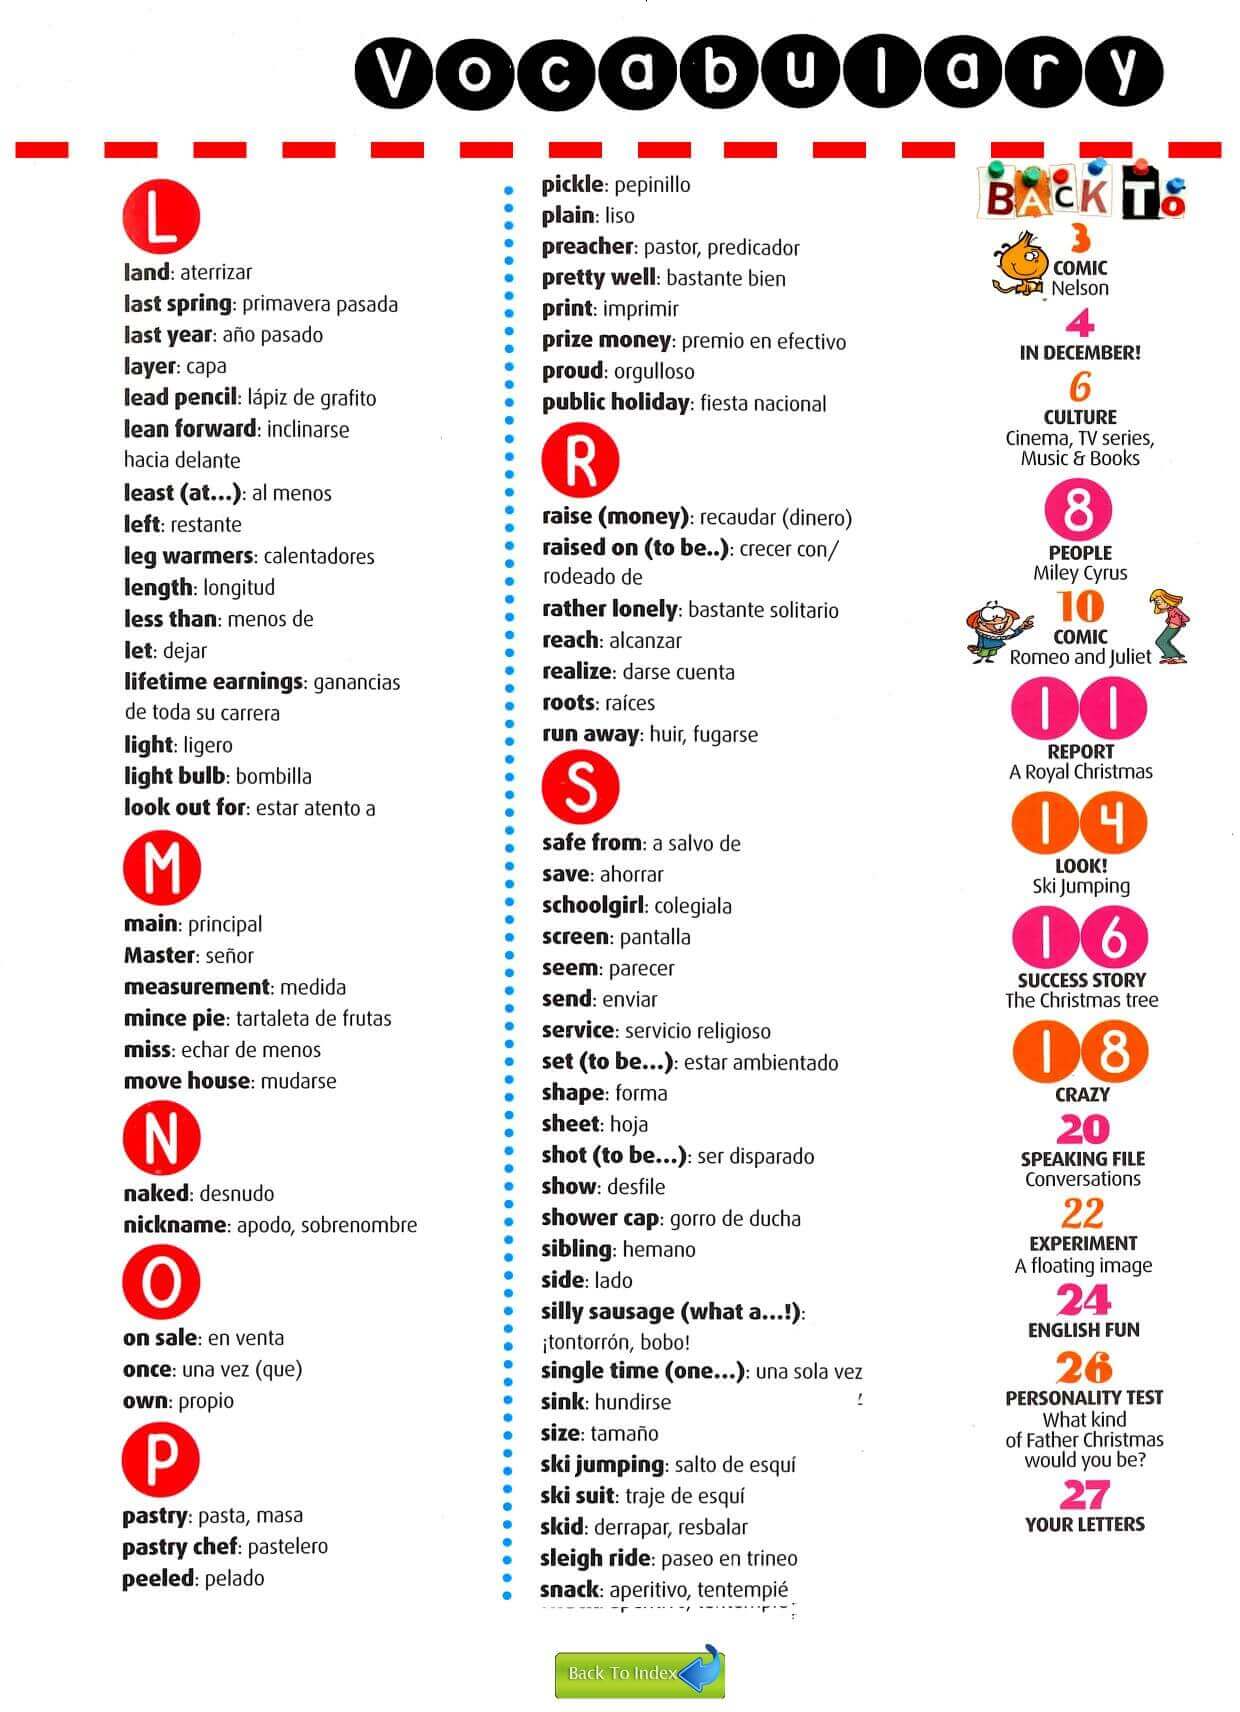 Vocabulary
L
land: aterrizar
last spring: primavera pasada
last year: año pasado
layer: capa
lead pencil: lápiz de grafito
lean forward: inclinarse
hacia delante
least (at...): al menos
left: restante
leg warmers: calentadores
length: longitud
less than: menos de
let: dejar
lifetime earnings: ganancias
de toda su carrera
light: ligero
light bulb: bombilla
look out for: estar atento a
M
main: principal
Master: señor
measurement: medida
mince pie: tartaleta de frutas
miss: echar de menos
move house: mudarse
N
naked: desnudo
nickname: apodo, sobrenombre
O
on sale: en venta
once: una vez (que)
own: propio
P
pastry: pasta, masa
pastry chef: pastelero
peeled: pelado
pickle: pepinillo
plain: liso
preacher: pastor, predicador
pretty well: bastante bien
print: imprimir
prize money: premio en efectivo
proud: orgulloso
public holiday: fiesta nacional
R
raise (money): recaudar (dinero)
raised on (to be..): crecer con/
rodeado de
rather lonely: bastante solitario
reach: alcanzar
realize: darse cuenta
roots: raíces
run away: huir, fugarse
S
safe from: a salvo de
save: ahorrar
schoolgirl: colegiala
screen: pantalla
seem: parecer
send: enviar
service: servicio religioso
set (to be...): estar ambientado
shape: forma
sheet: hoja
shot (to be...): ser disparado
show: desfile
shower cap: gorro de ducha
sibling: hemano
side: lado
silly sausage (what a...!):
¡tontorrón, bobo!
single time (one...): una sola vez
sink: hundirse
size: tamaño
ski jumping: salto de esquí
ski suit: traje de esquí
skid: derrapar, resbalar
sleigh ride: paseo en trineo
snack: aperitivo, tentempié
BACK To
3
COMIC
Nelson
4
IN DECEMBER!
6
CULTURE
Cinema, TV series,
Music & Books
8
PEOPLE
Miley Cyrus
10
COMIC
Romeo and Juliet
11
REPORT
A Royal Christmas
14
LOOK!
Ski Jumping
16
SUCCESS STORY
The Christmas tree
18
CRAZY
20
SPEAKING FILE
Conversations
22
EXPERIMENT
A floating image
24
ENGLISH FUN
26
PERSONALITY TEST
What kind
of Father Christmas
would you be?
27
YOUR LETTERS
Back To Index